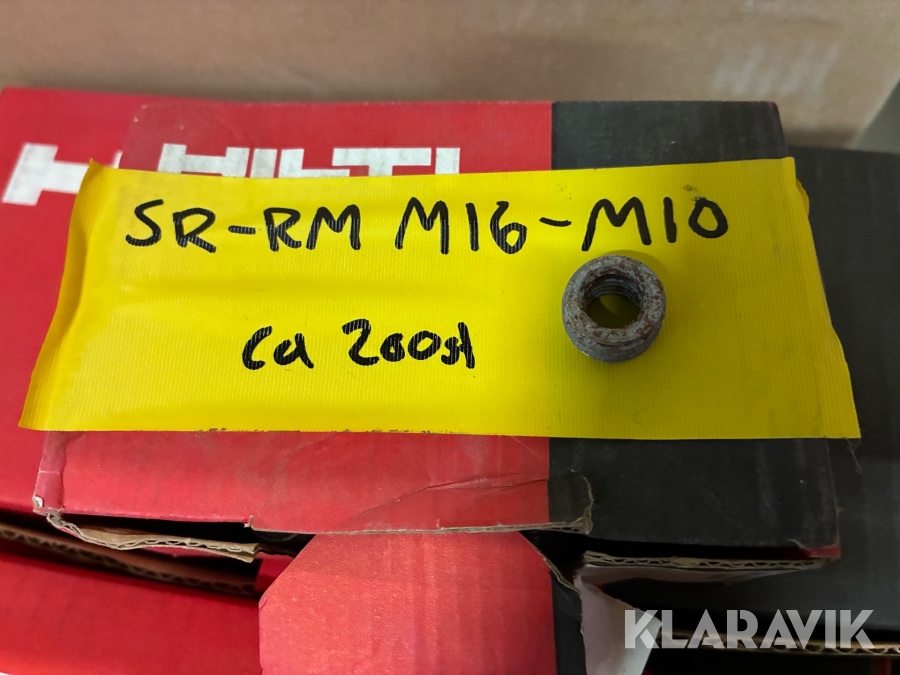 HILTI
SR-RM M16-M10
Ca 200st
KLARAVIK